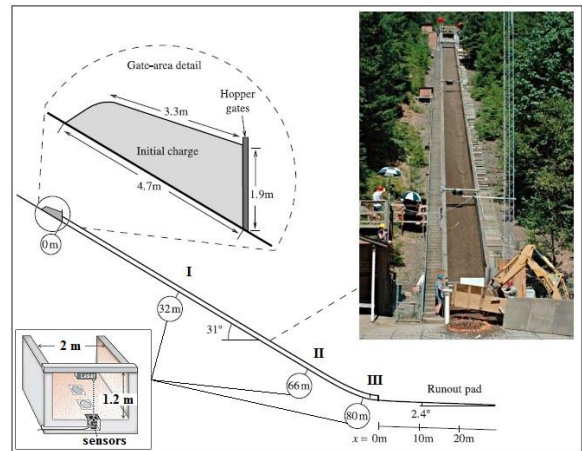 Gate-area detail
Hopper
gates
3.3m
Initial charge
1.9m
4.7m
0 m
I
32m
31°
II
66m
III
80m
Runout pad
2.4°
x = 0m 10m 20m
2 m
1.2 m
sensors